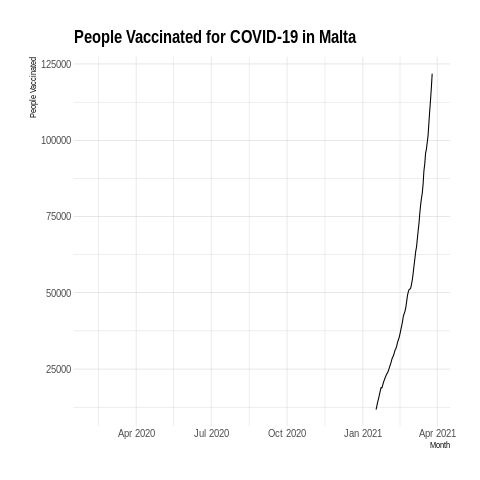 People Vaccinated for COVID-19 in Malta
People Vaccinated
125000
100000
75000
50000
25000
Apr 2020 Jul 2020 Oct 2020 Jan 2021 Apr 2021
Month